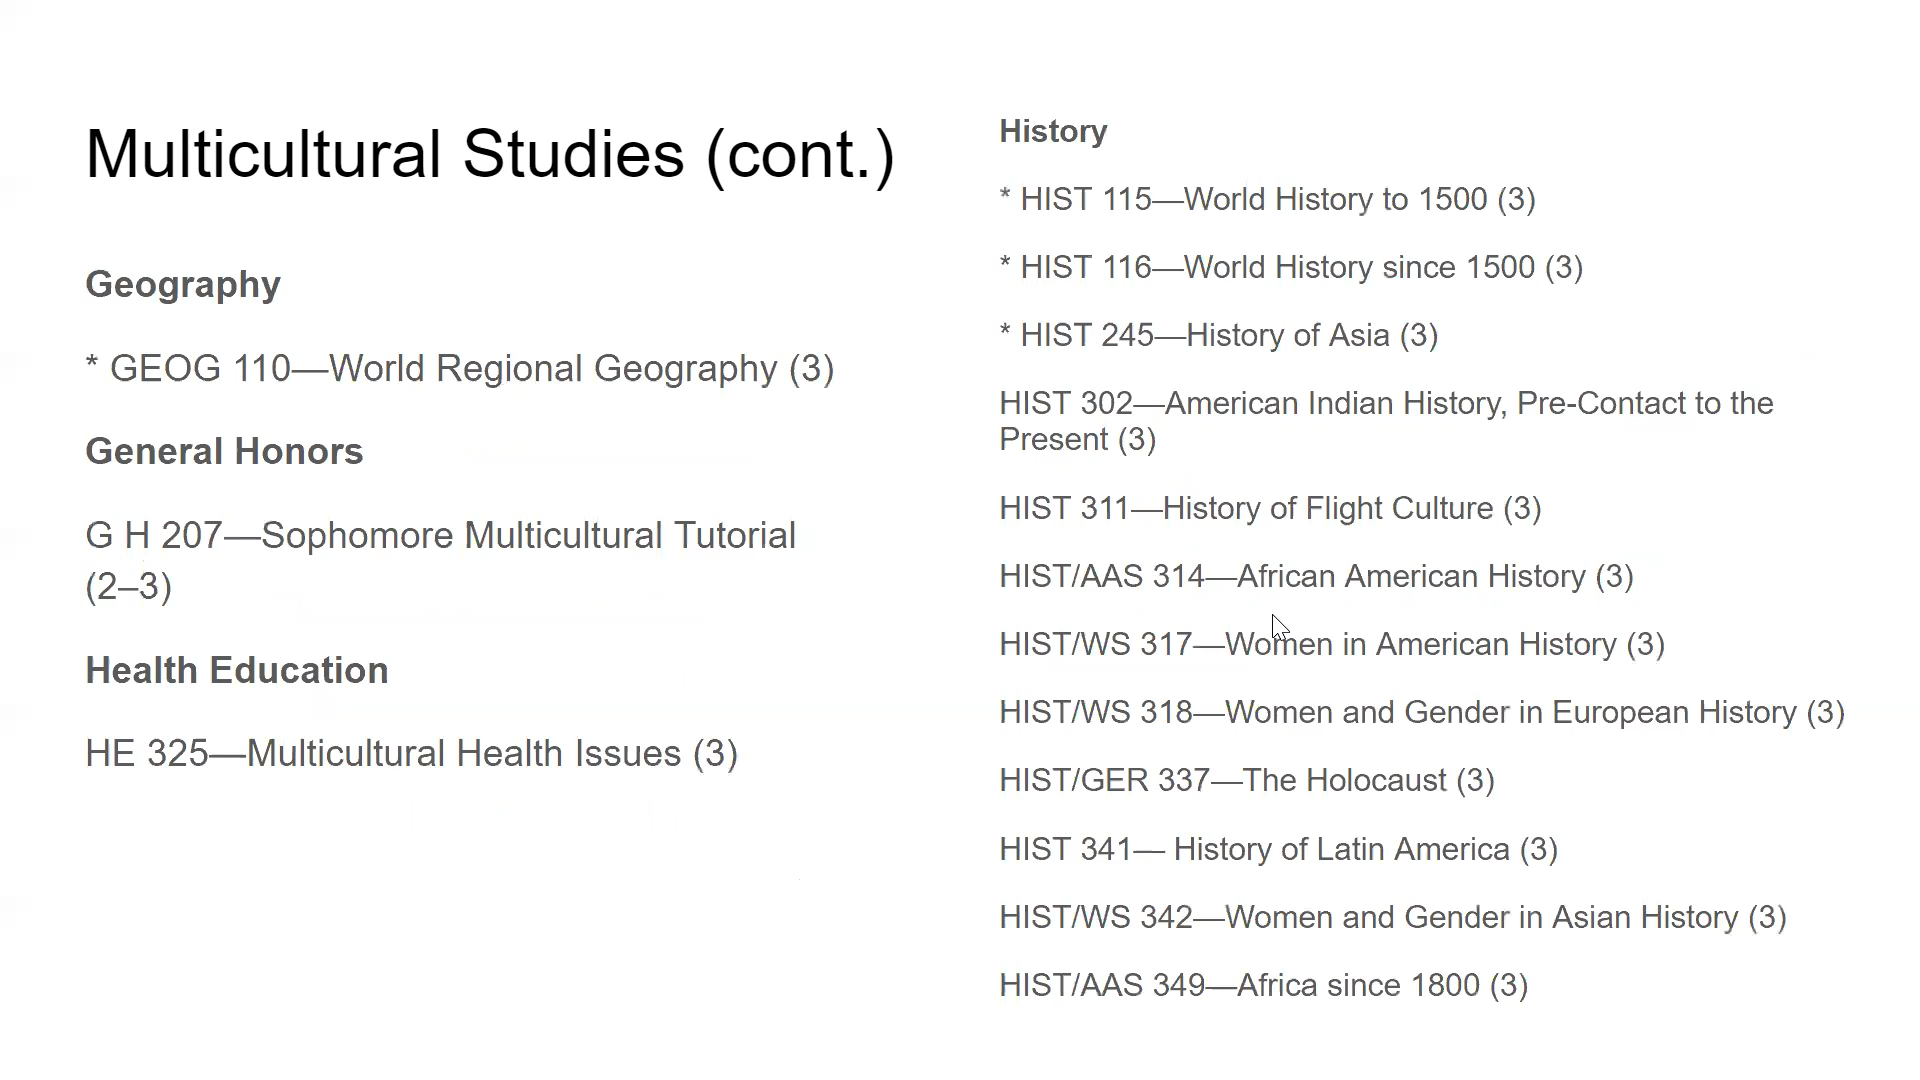 Multicultural Studies (cont.)
Geography
* GEOG 110—World Regional Geography (3)
General Honors
G H 207—Sophomore Multicultural Tutorial
(2–3)
Health Education
HE 325—Multicultural Health Issues (3)
History
* HIST 115—World History to 1500 (3)
* HIST 116—World History since 1500 (3)
* HIST 245—History of Asia (3)
HIST 302—American Indian History, Pre-Contact to the
Present (3)
HIST 311—History of Flight Culture (3)
HIST/AAS 314—African American History (3)
HIST/WS 317—Women in American History (3)
HIST/WS 318—Women and Gender in European History (3)
HIST/GER 337—The Holocaust (3)
HIST 341— History of Latin America (3)
HIST/WS 342—Women and Gender in Asian History (3)
HIST/AAS 349—Africa since 1800 (3)